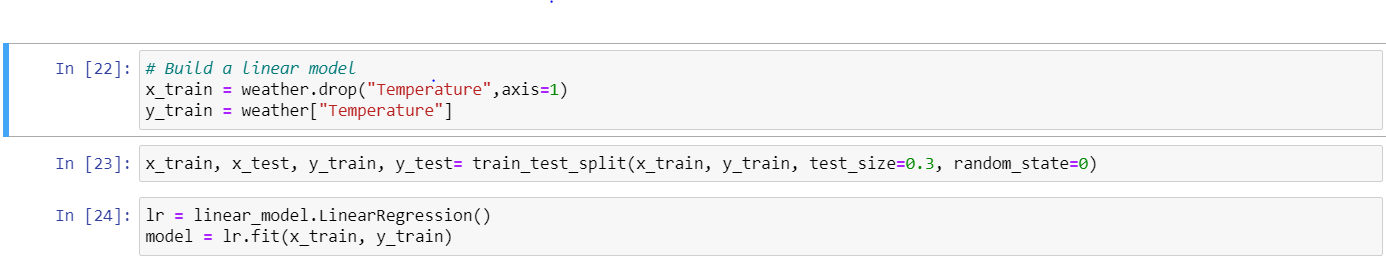 In [22]: # Build a linear model
x_train = weather.drop("Temperature",axis=1)
y_train = weather["Temperature"]
In [23]: x_train, x_test, y_train, y_test= train_test_split(x_train, y_train, test_size=0.3, random_state=0)
In [24]: lr = linear_model.LinearRegression()
model = lr.fit(x_train, y_train)